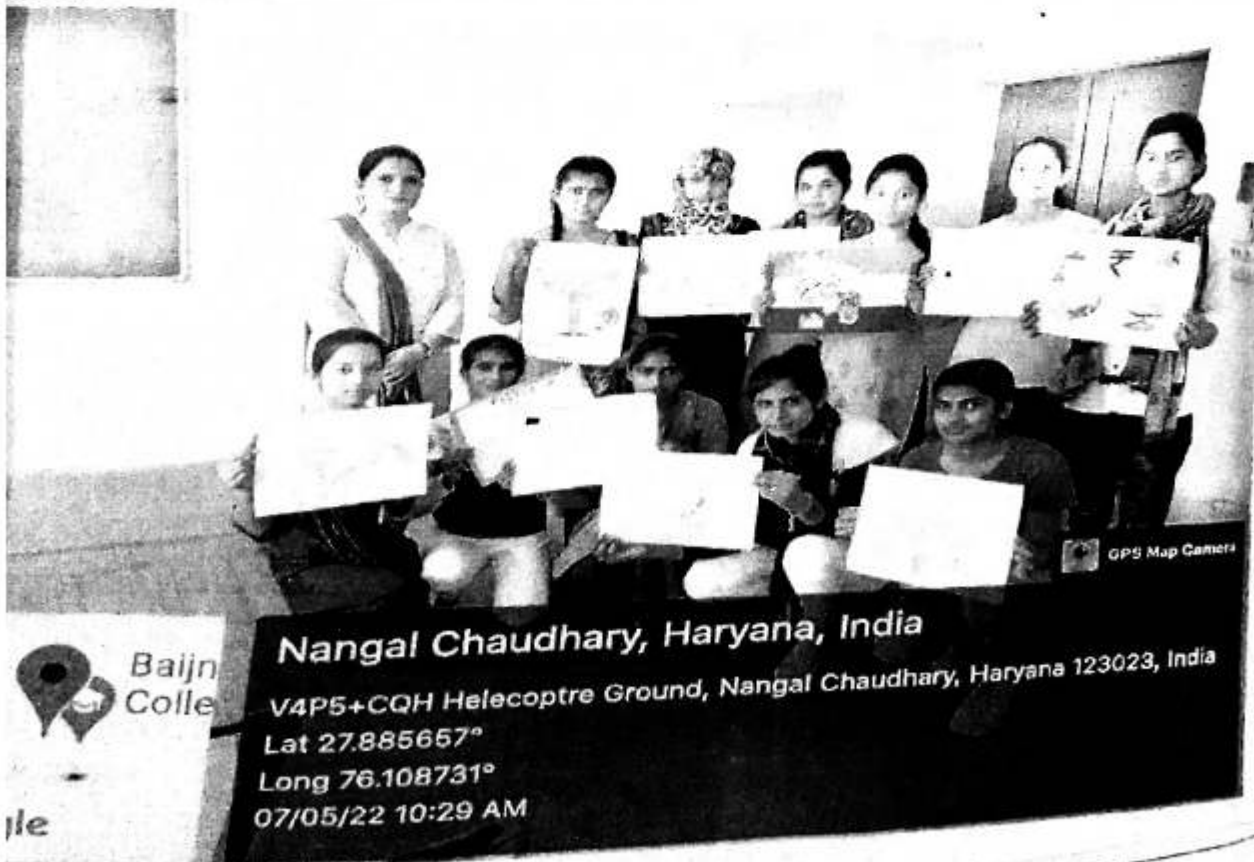 ₹
GPS Map Camera
Nangal Chaudhary, Haryana, India
V4P5+CQH Helecoptre Ground, Nangal Chaudhary, Haryana 123023, India
Lat 27.885657°
Long 76.108731°
07/05/22 10:29 AM
Baijn
Colle
gle